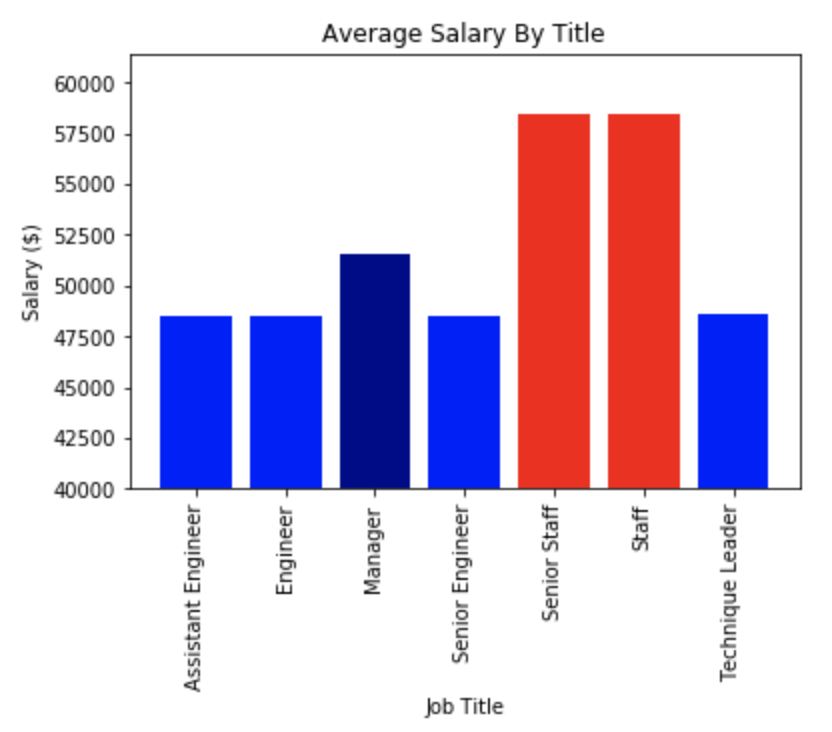 Average Salary By Title
Salary ($)
60000
57500
55000
52500
50000
47500
45000
42500
40000
Assistant Engineer
Engineer
Manager
Senior Engineer
Senior Staff
Staff
Technique Leader
Job Title